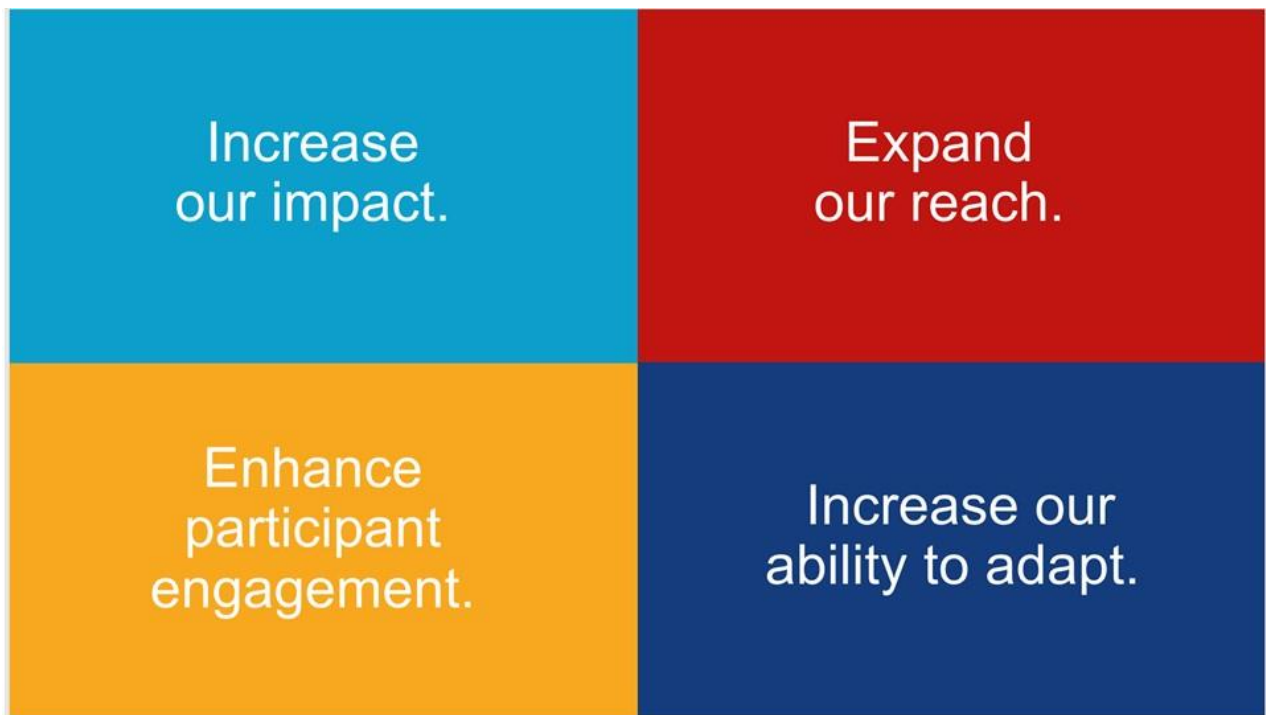 Increase
our impact.
Expand
our reach.
Enhance
participant
engagement.
Increase our
ability to adapt.